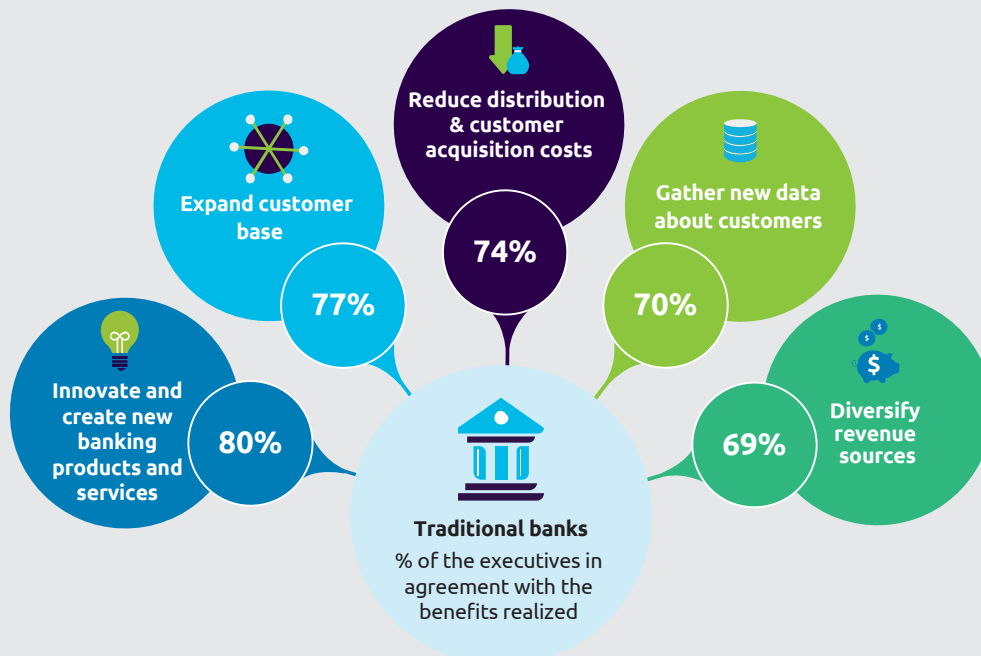 Reduce distribution
& customer
acquisition costs
74%
Expand customer
base
77%
Gather new data
about customers
70%
Innovate and
create new
banking
products and
services
80%
$
$
$
Diversify
revenue
sources
69%
Traditional banks
% of the executives in
agreement with the
benefits realized